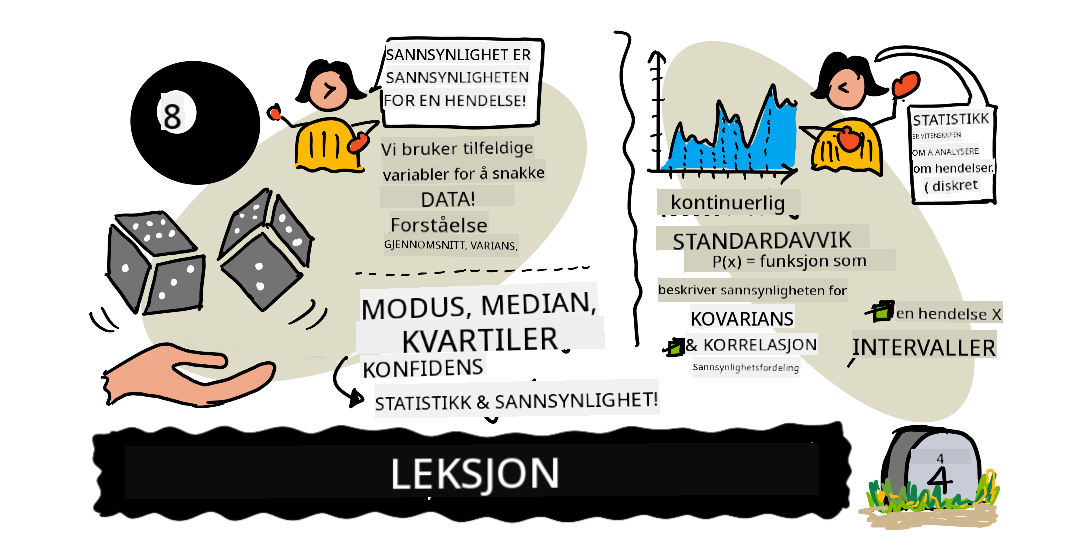 8
SANNSYNLIGHET ER
SANNSYNLIGHETEN
FOR EN HENDELSE!
Vi bruker tilfeldige
variabler for å snakke
DATA!
Forståelse
GJENNOMSNITT, VARIANS,
MODUS, MEDIAN,
KVARTILER
KONFIDENS
STATISTIKK & SANNSYNLIGHET!
STATISTIKK
ER VITENSKAPEN
OM Å ANALYSERE
om hendelser.
( diskret
kontinuerlig
STANDARDAVVIK
P(x) = funksjon som
beskriver sannsynligheten for
en hendelse X
KOVARIANS
& KORRELASJON
INTERVALLER
Sannsynlighetsfordeling
LEKSJON
4
4